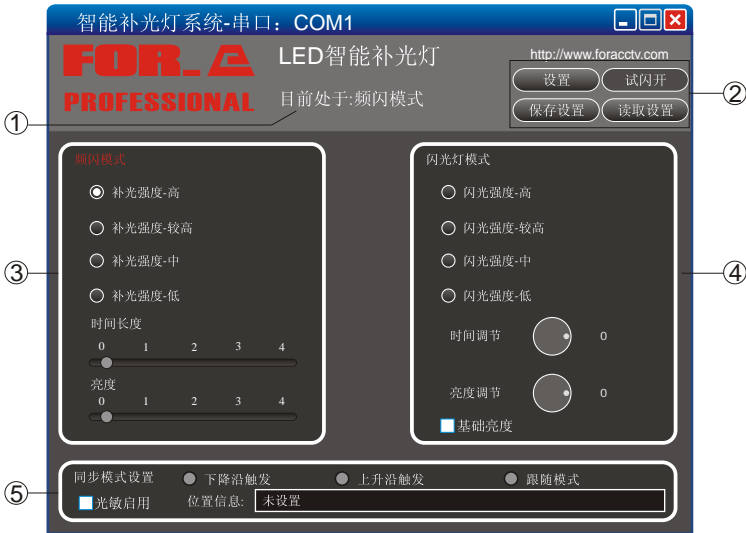 智能补光灯系统-串口：COM1
FOR_A
PROFESSIONAL
LED智能补光灯
目前处于:频闪模式
http://www.foracctv.com
设置
试闪开
保存设置
读取设置
①
②
频闪模式
补光强度-高
补光强度-较高
补光强度-中
补光强度-低
时间长度
0 1 2 3 4
亮度
0 1 2 3 4
③
闪光灯模式
闪光强度-高
闪光强度-较高
闪光强度-中
闪光强度-低
时间调节 0
亮度调节 0
基础亮度
④
同步模式设置 下降沿触发 上升沿触发 跟随模式
光敏启用 位置信息: 未设置
⑤